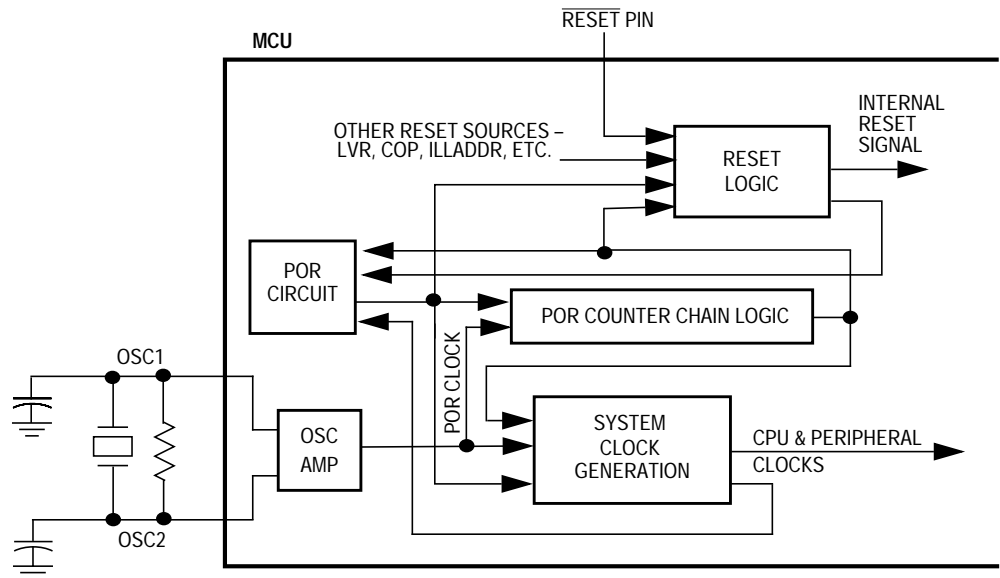 RESET PIN
MCU
INTERNAL
RESET
SIGNAL
OTHER RESET SOURCES –
LVR, COP, ILLADDR, ETC.
RESET
LOGIC
POR
CIRCUIT
POR COUNTER CHAIN LOGIC
POR CLOCK
OSC1
OSC
AMP
SYSTEM
CLOCK
GENERATION
CPU & PERIPHERAL
CLOCKS
OSC2